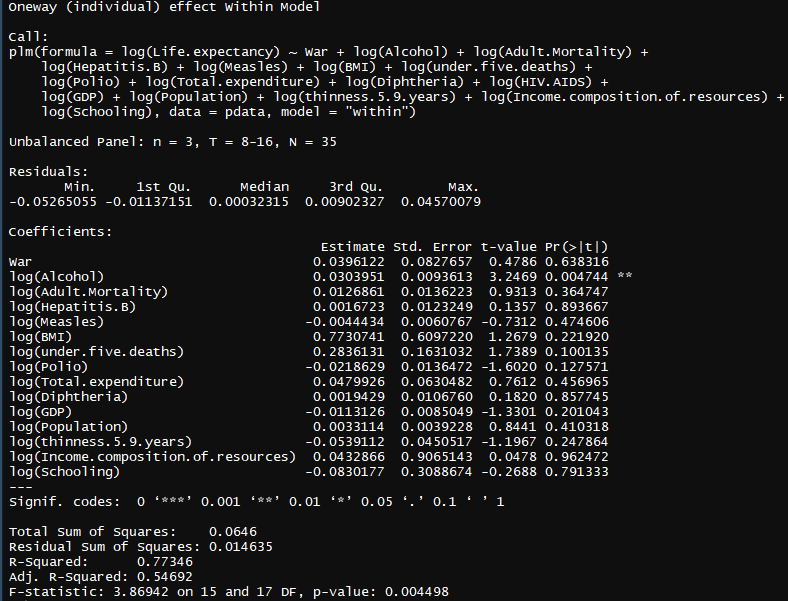 Oneway (individual) effect Within Model
Call:
plm(formula = log(Life.expectancy) ~ War + log(Alcohol) + log(Adult.Mortality) +
log(Hepatitis.B) + log(Measles) + log(BMI) + log(under.five.deaths) +
log(Polio) + log(Total.expenditure) + log(Diphtheria) + log(HIV.AIDS) +
log(GDP) + log(Population) + log(thinness.5.9.years) + log(Income.composition.of.resources) +
log(Schooling), data = pdata, model = "within")
Unbalanced Panel: n = 3, T = 8-16, N = 35
Residuals:
Min. 1st Qu. Median 3rd Qu. Max.
-0.05265055 -0.01137151 0.00032315 0.00902327 0.04570079
Coefficients:
Estimate Std. Error t-value Pr(>|t|)
War 0.0396122 0.0827657 0.4786 0.638316
log(Alcohol) 0.0303951 0.0093613 3.2469 0.004744 **
log(Adult.Mortality) 0.0126861 0.0136223 0.9313 0.364747
log(Hepatitis.B) 0.0016723 0.0123249 0.1357 0.893667
log(Measles) -0.0044434 0.0060767 -0.7312 0.474606
log(BMI) 0.7730741 0.6097220 1.2679 0.221920
log(under.five.deaths) 0.2836131 0.1631032 1.7389 0.100135
log(Polio) -0.0218629 0.0136472 -1.6020 0.127571
log(Total.expenditure) 0.0479926 0.0630482 0.7612 0.456965
log(Diphtheria) 0.0019429 0.0106760 0.1820 0.857745
log(GDP) -0.0113126 0.0085049 -1.3301 0.201043
log(Population) 0.0033114 0.0039228 0.8441 0.410318
log(thinness.5.9.years) -0.0539112 0.0450517 -1.1967 0.247864
log(Income.composition.of.resources) 0.0432866 0.9065143 0.0478 0.962472
log(Schooling) -0.0830177 0.3088674 -0.2688 0.791333
---
Signif. codes: 0 ‘***’ 0.001 ‘**’ 0.01 ‘*’ 0.05 ‘.’ 0.1 ‘ ’ 1
Total Sum of Squares: 0.0646
Residual Sum of Squares: 0.014635
R-Squared: 0.77346
Adj. R-Squared: 0.54692
F-statistic: 3.86942 on 15 and 17 DF, p-value: 0.004498